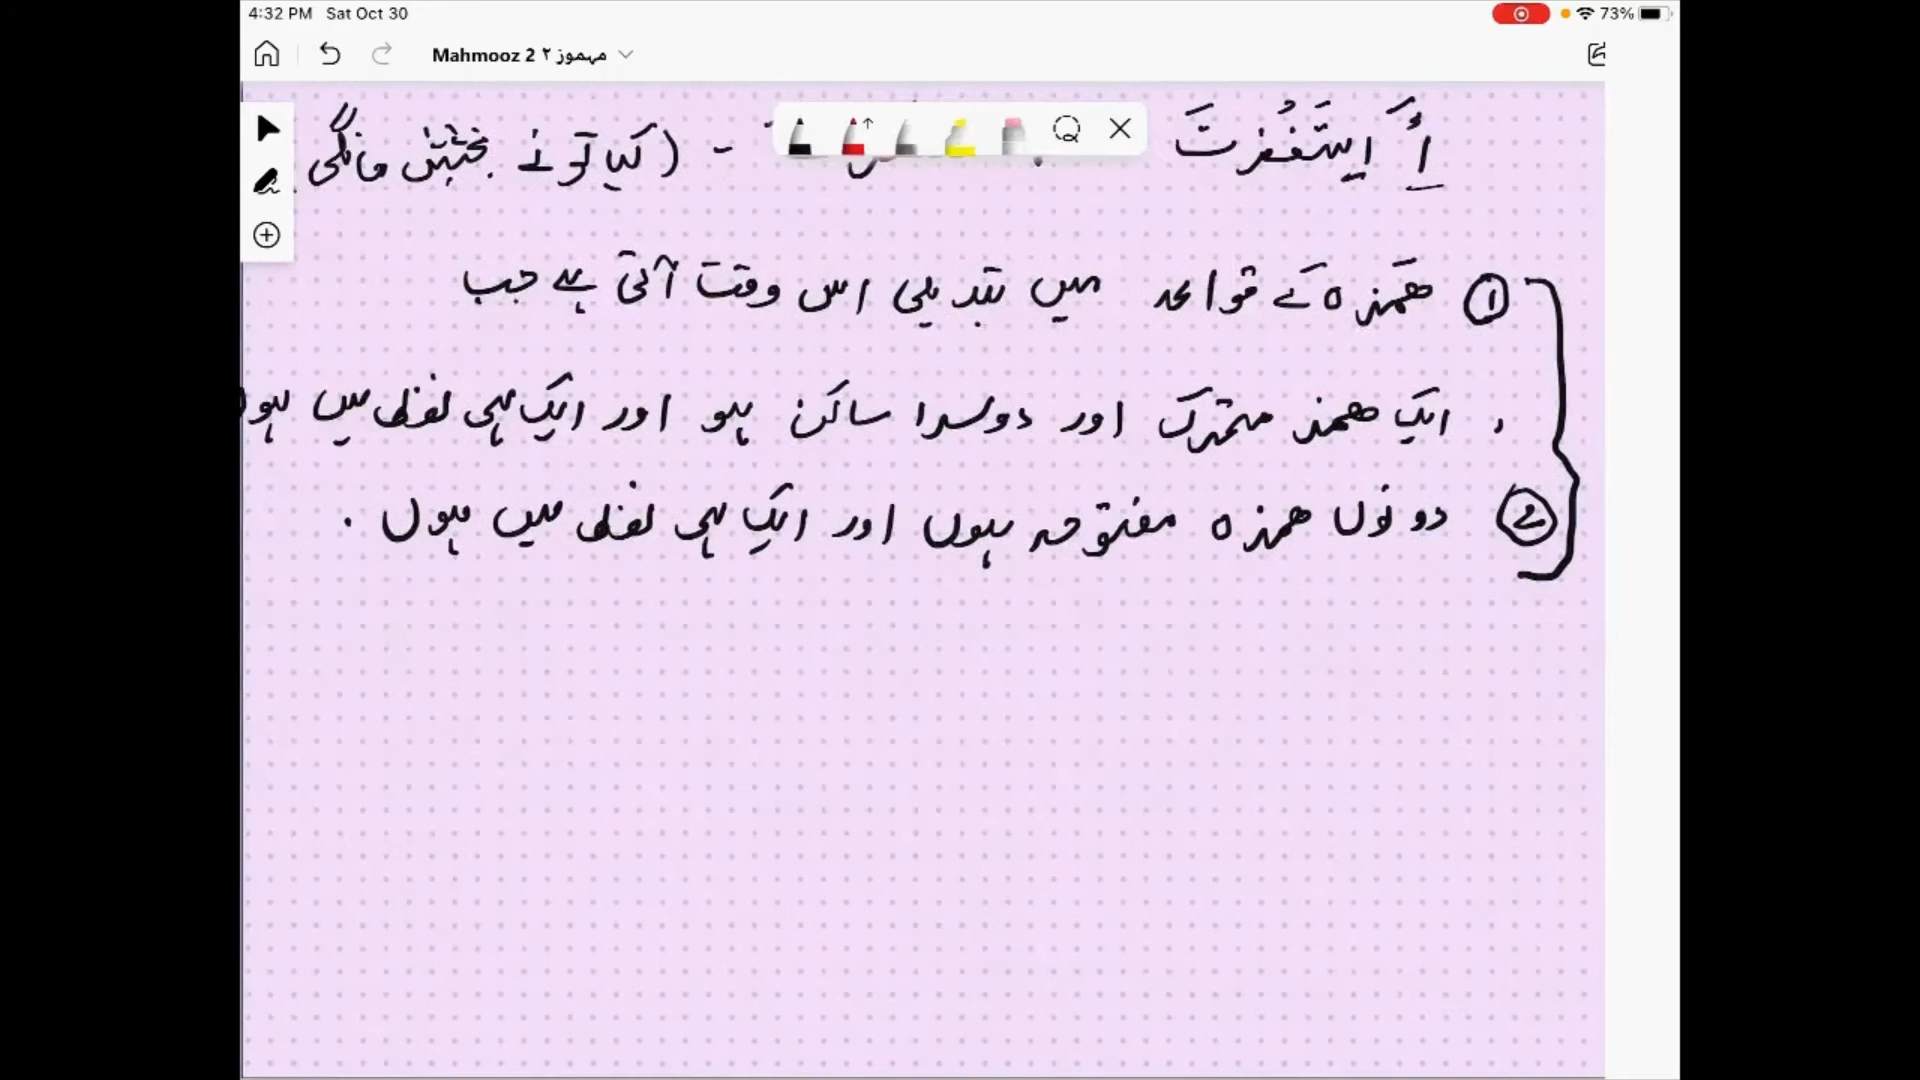 4:32 PM Sat Oct 30
73%
Mahmooz 2 مہموز ٢
أَ اِسْتَغْفَرْتَ - (کیا تو نے بخشش مانگی
① ھمزہ کے قواعد میں تبدیلی اس وقت آتی ہے جب
ایک ھمزہ متحرک اور دوسرا ساکن ہو اور ایک ہی لفظ میں ہوں
② دونوں ھمزہ مفتوحہ ہوں اور ایک ہی لفظ میں ہوں ۔